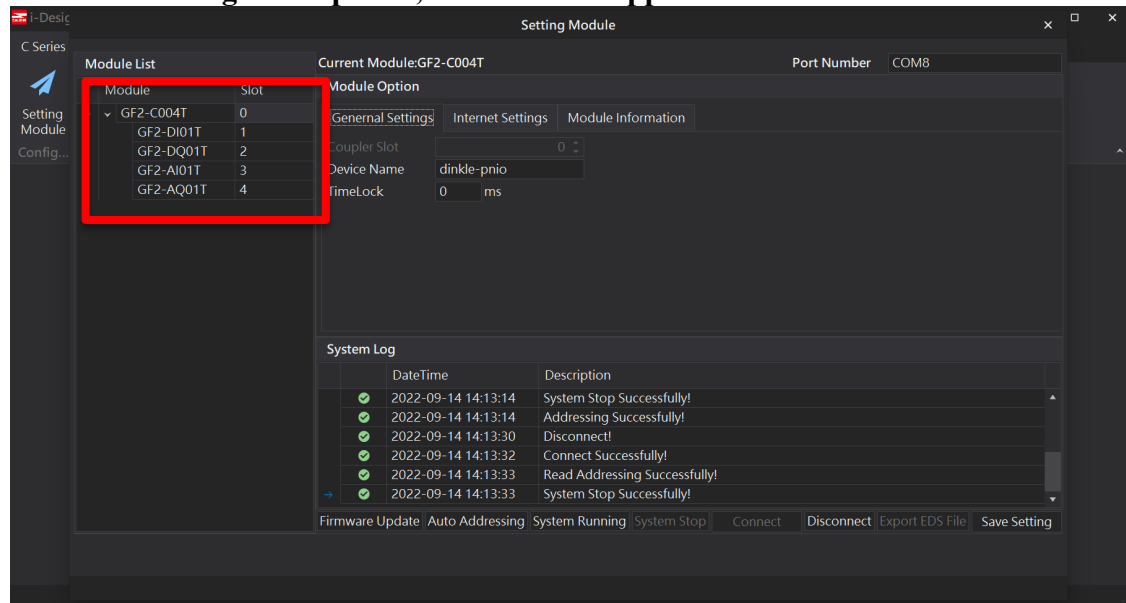 i-Desig
Setting Module
C Series
Module List
Current Module:GF2-C004T
Port Number COM8
Module Slot
Module Option
GF2-C004T 0
GF2-DI01T 1
GF2-DQ01T 2
GF2-AI01T 3
GF2-AQ01T 4
Setting
Module
Config...
Genernal Settings Internet Settings Module Information
Coupler Slot 0
Device Name dinkle-pnio
TimeLock 0 ms
System Log
DateTime Description
2022-09-14 14:13:14 System Stop Successfully!
2022-09-14 14:13:14 Addressing Successfully!
2022-09-14 14:13:30 Disconnect!
2022-09-14 14:13:32 Connect Successfully!
2022-09-14 14:13:33 Read Addressing Successfully!
2022-09-14 14:13:33 System Stop Successfully!
Firmware Update Auto Addressing System Running System Stop Connect Disconnect Export EDS File Save Setting